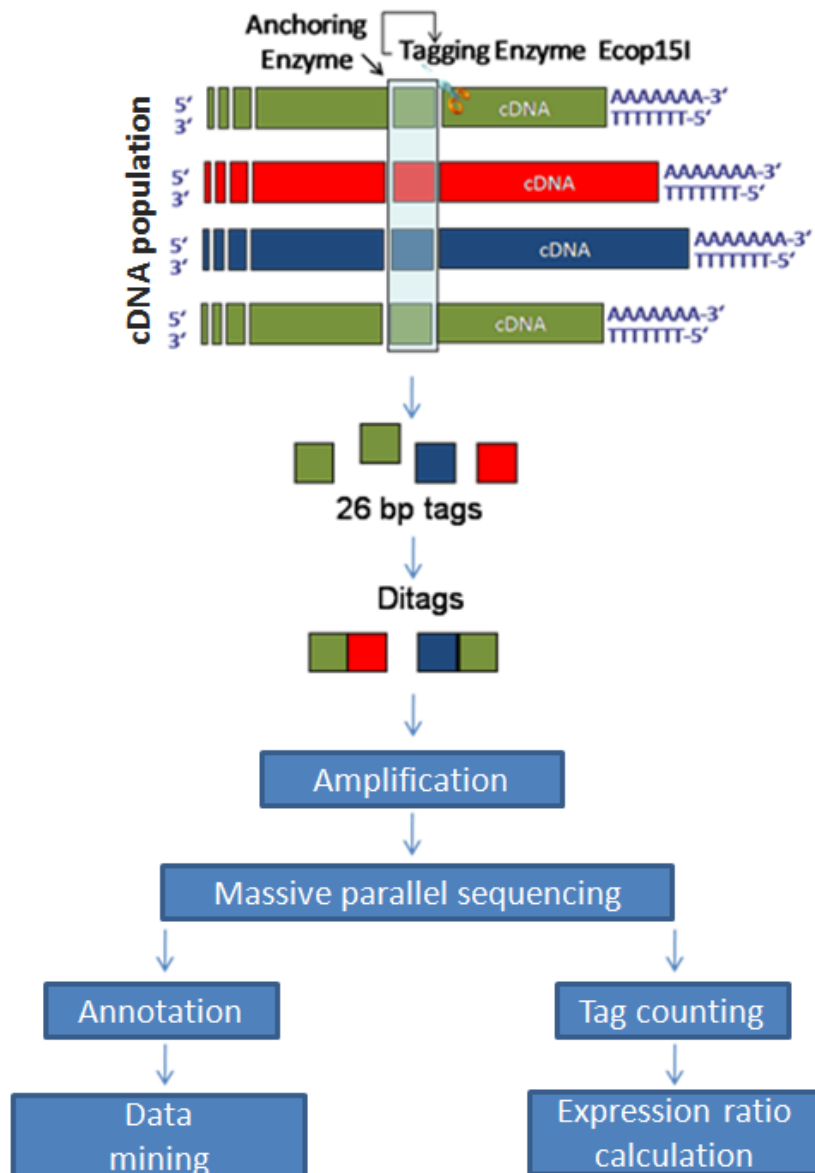 Anchoring
Enzyme
Tagging Enzyme Ecop15I
cDNA population
5′
3′
cDNA
AAAAAAA-3′
TTTTTTT-5′
5′
3′
cDNA
AAAAAAA-3′
TTTTTTT-5′
5′
3′
cDNA
AAAAAAA-3′
TTTTTTT-5′
5′
3′
cDNA
AAAAAAA-3′
TTTTTTT-5′
26 bp tags
Ditags
Amplification
Massive parallel sequencing
Annotation
Tag counting
Data
mining
Expression ratio
calculation